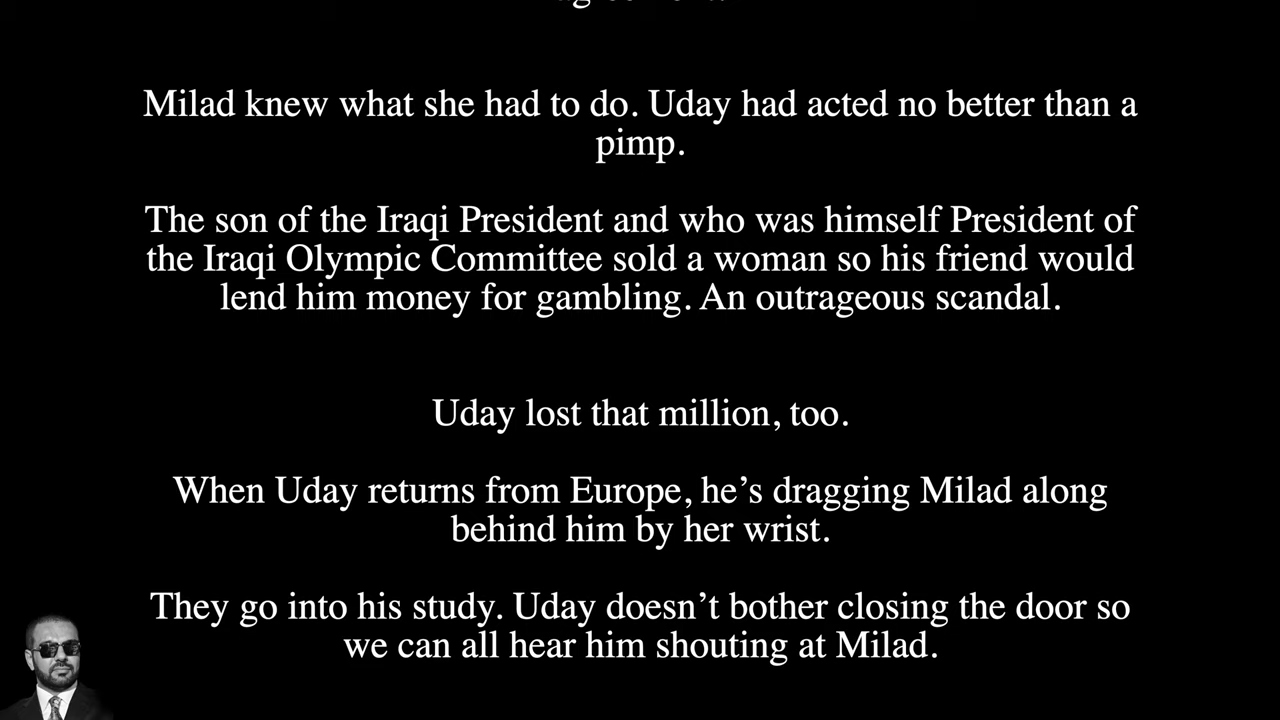 Milad knew what she had to do. Uday had acted no better than a
pimp.
The son of the Iraqi President and who was himself President of
the Iraqi Olympic Committee sold a woman so his friend would
lend him money for gambling. An outrageous scandal.
Uday lost that million, too.
When Uday returns from Europe, he’s dragging Milad along
behind him by her wrist.
They go into his study. Uday doesn’t bother closing the door so
we can all hear him shouting at Milad.